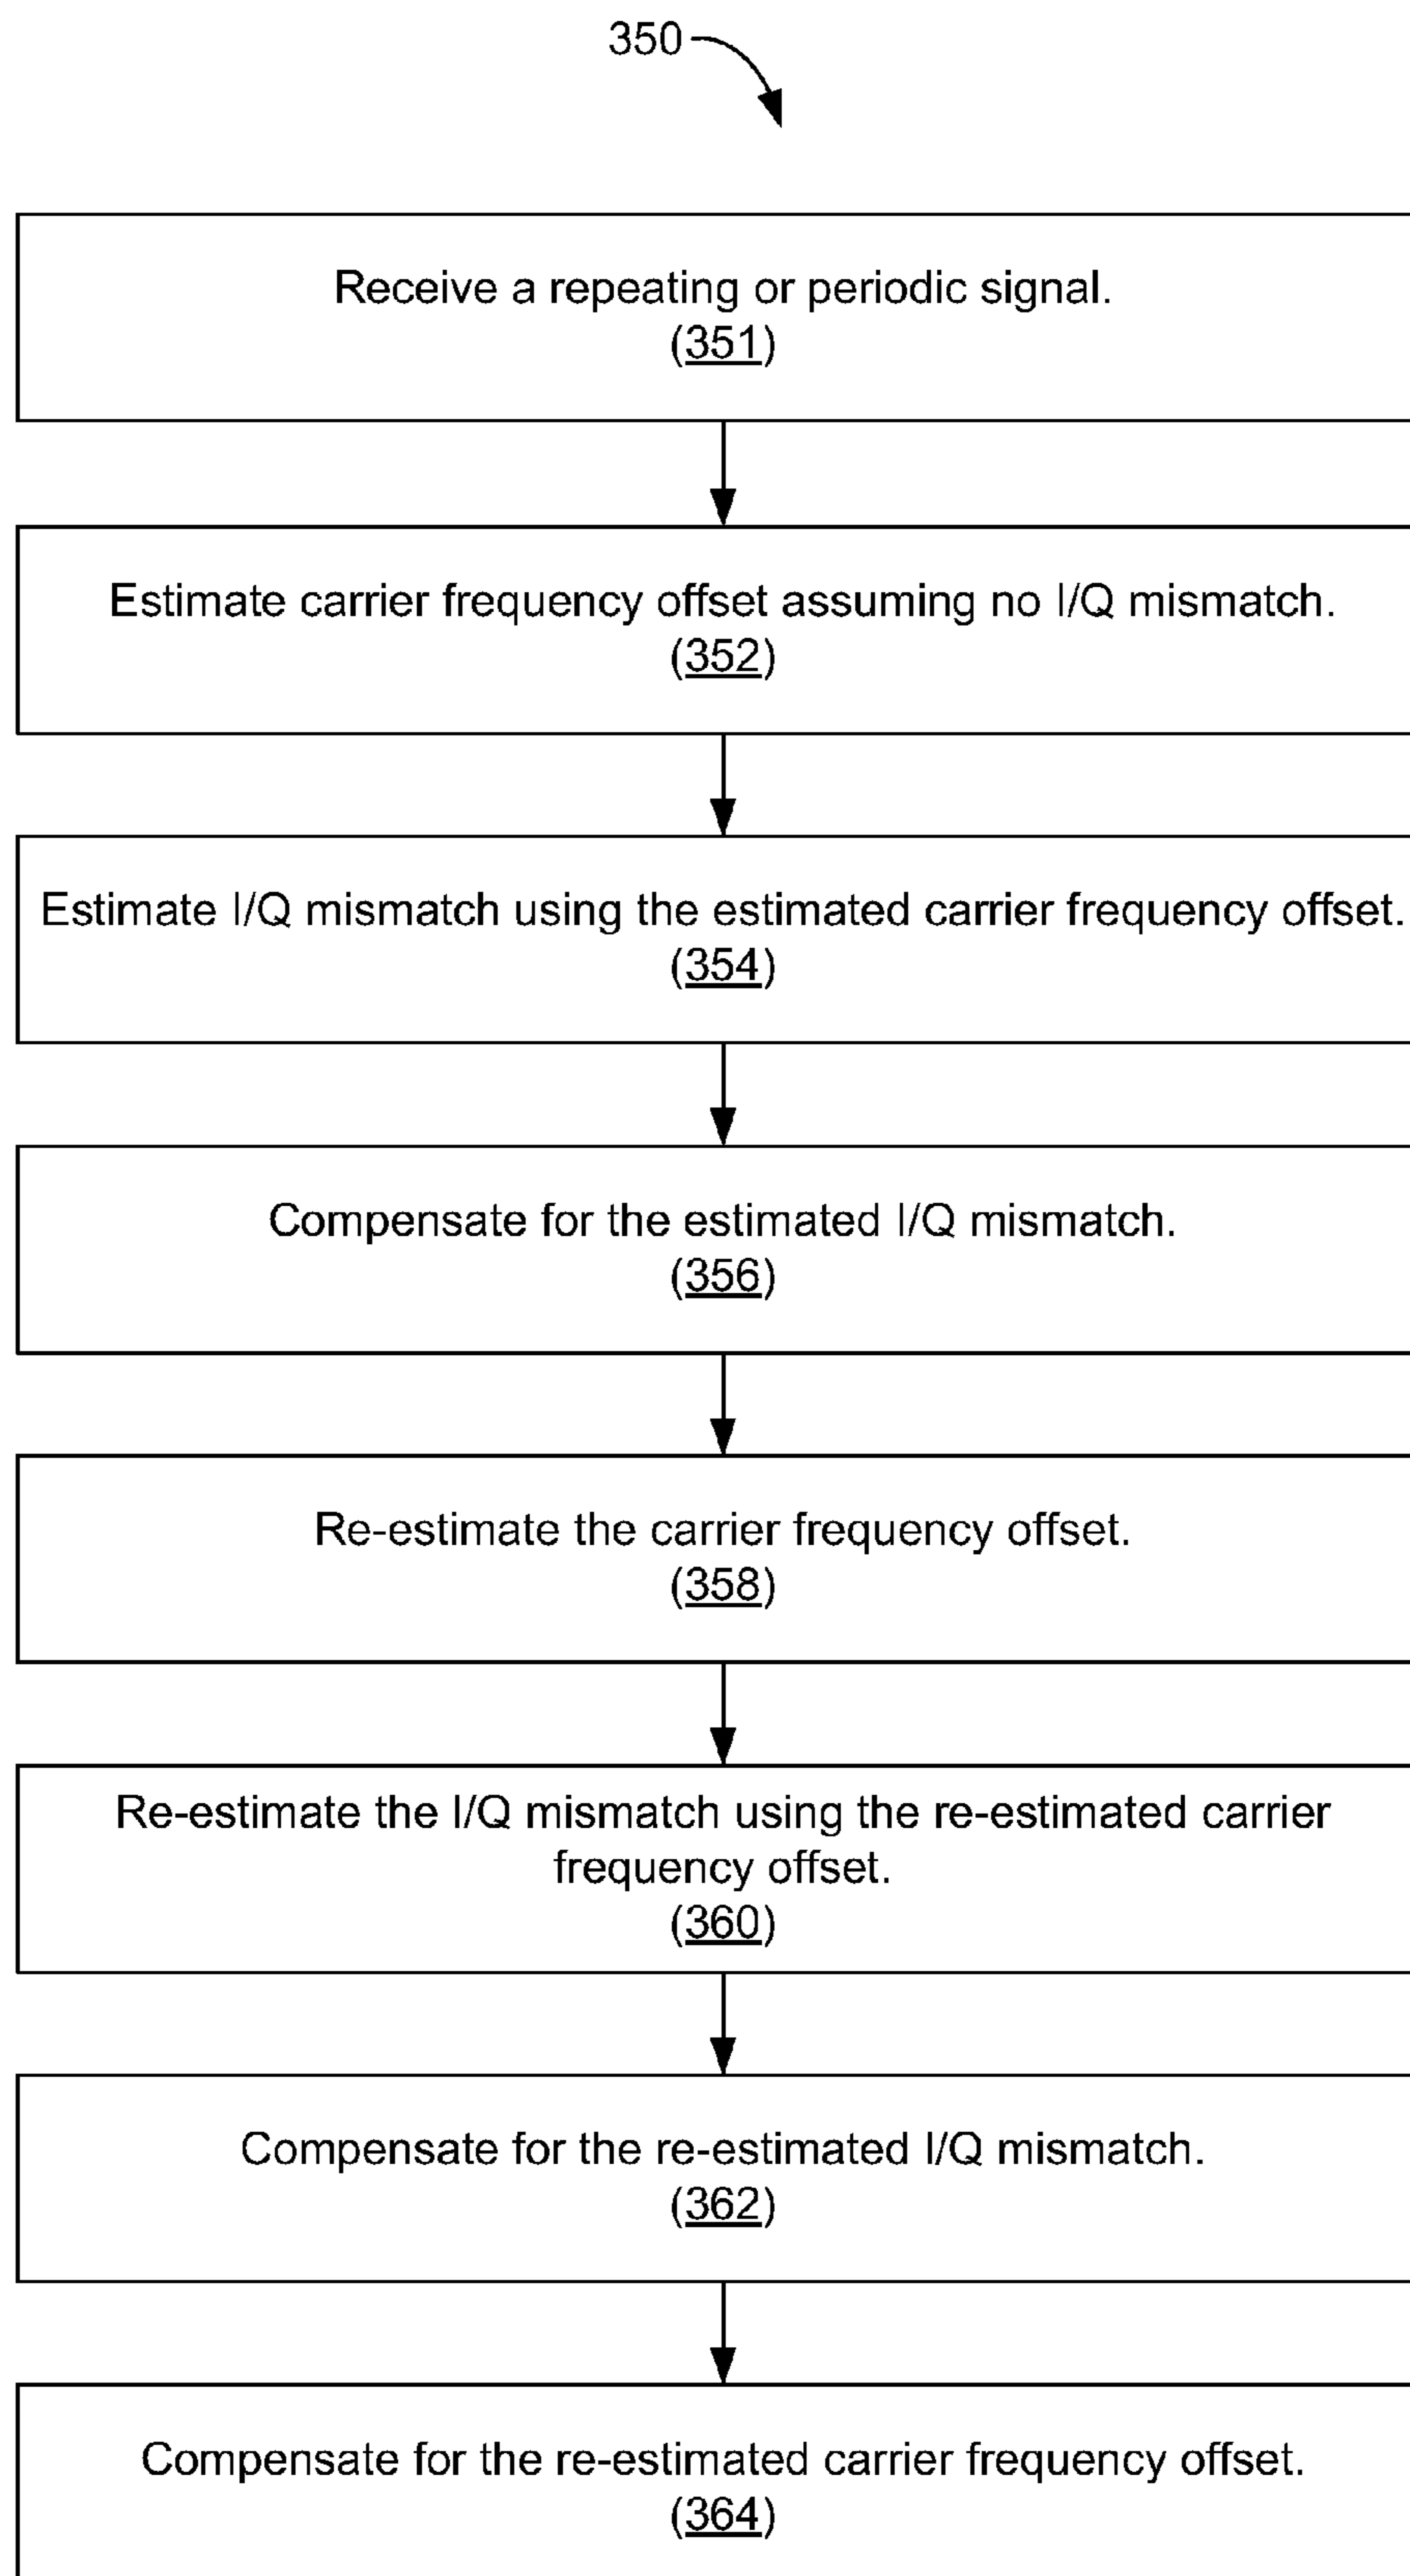 350
Receive a repeating or periodic signal.
(351)
Estimate carrier frequency offset assuming no I/Q mismatch.
(352)
Estimate I/Q mismatch using the estimated carrier frequency offset.
(354)
Compensate for the estimated I/Q mismatch.
(356)
Re-estimate the carrier frequency offset.
(358)
Re-estimate the I/Q mismatch using the re-estimated carrier
frequency offset.
(360)
Compensate for the re-estimated I/Q mismatch.
(362)
Compensate for the re-estimated carrier frequency offset.
(364)